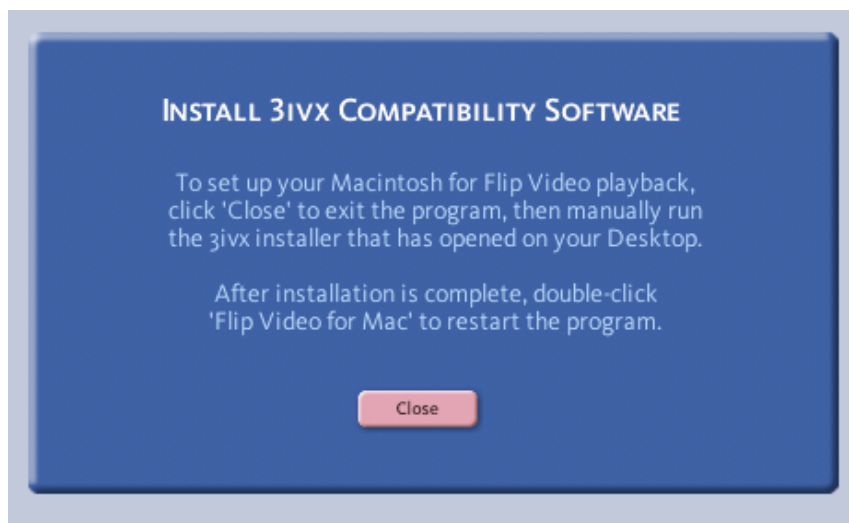 Install 3ivx Compatibility Software
To set up your Macintosh for Flip Video playback,
click 'Close' to exit the program, then manually run
the 3ivx installer that has opened on your Desktop.
After installation is complete, double-click
'Flip Video for Mac' to restart the program.
Close